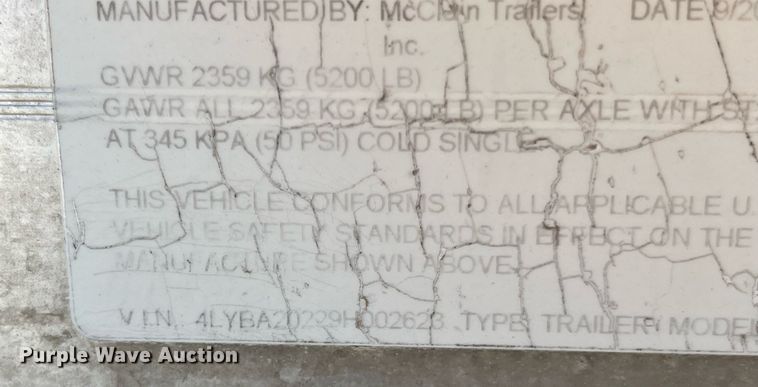 MANUFACTURED BY: McClain Trailers DATE 9/20
Inc.
GVWR 2359 KG (5200 LB)
GAWR ALL 2359 KG (5200 LB) PER AXLE WITH ST
AT 345 KPA (50 PSI) COLD SINGLE
THIS VEHICLE CONFORMS TO ALL APPLICABLE U.
VEHICLE SAFETY STANDARDS IN EFFECT ON THE
MANUFACTURE SHOWN ABOVE.
V.I.N.: 4LYBA20229H002623 TYPE: TRAILER MODEL
Purple Wave Auction